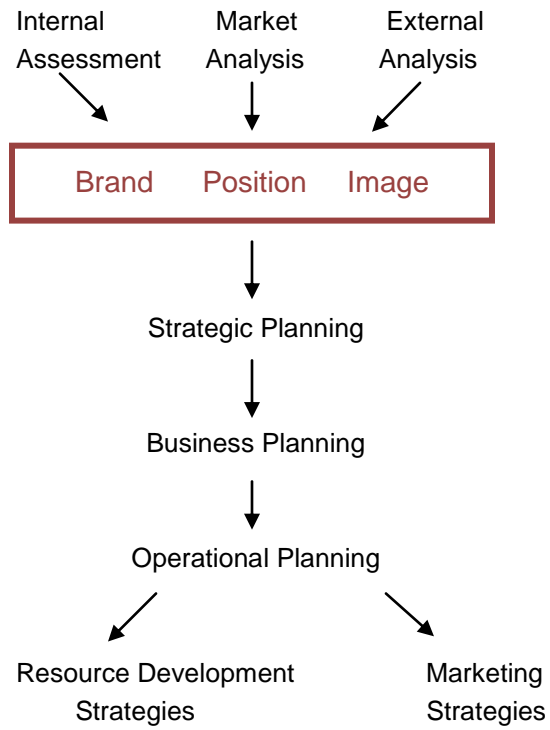 Internal Market External
Assessment Analysis Analysis
Brand Position Image
Strategic Planning
Business Planning
Operational Planning
Resource Development Marketing
Strategies Strategies